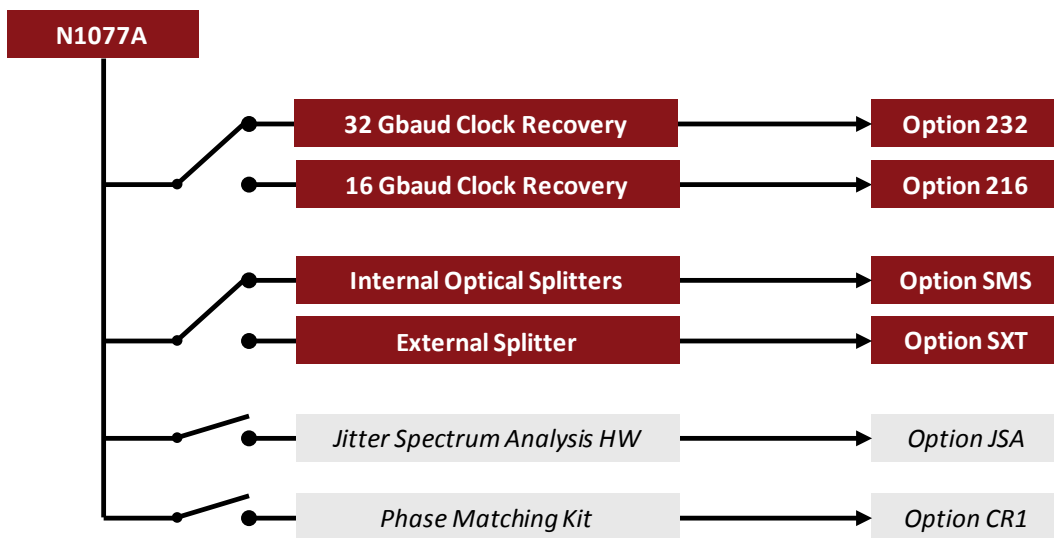 N1077A
32 Gbaud Clock Recovery
Option 232
16 Gbaud Clock Recovery
Option 216
Internal Optical Splitters
Option SMS
External Splitter
Option SXT
Jitter Spectrum Analysis HW
Option JSA
Phase Matching Kit
Option CR1